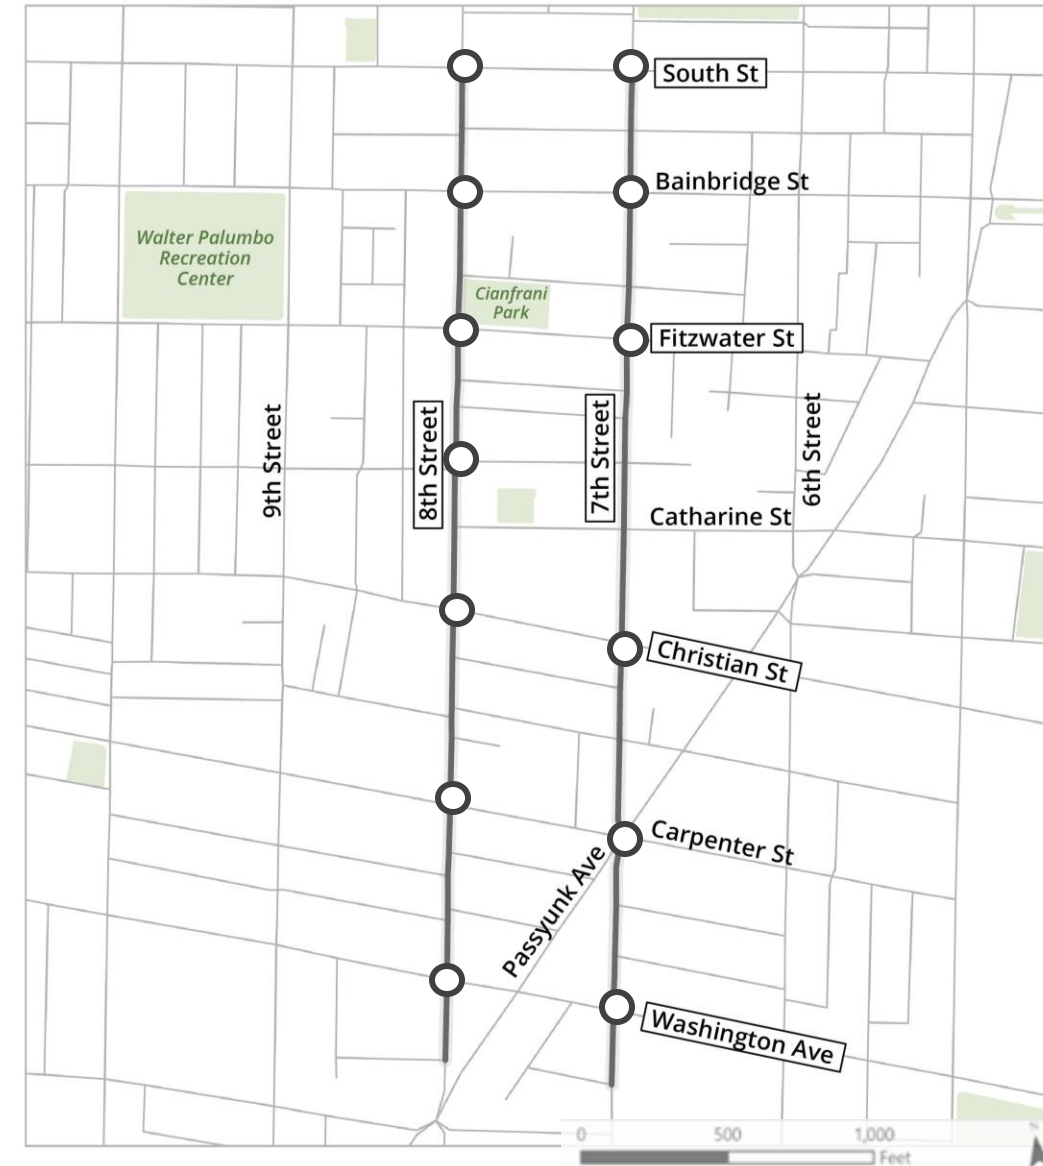 South St
Bainbridge St
Walter Palumbo
Recreation
Center
Cianfrani
Park
Fitzwater St
9th Street
8th Street
7th Street
6th Street
Catharine St
Christian St
Carpenter St
Passyunk Ave
Washington Ave
0 500 1,000
Feet
N